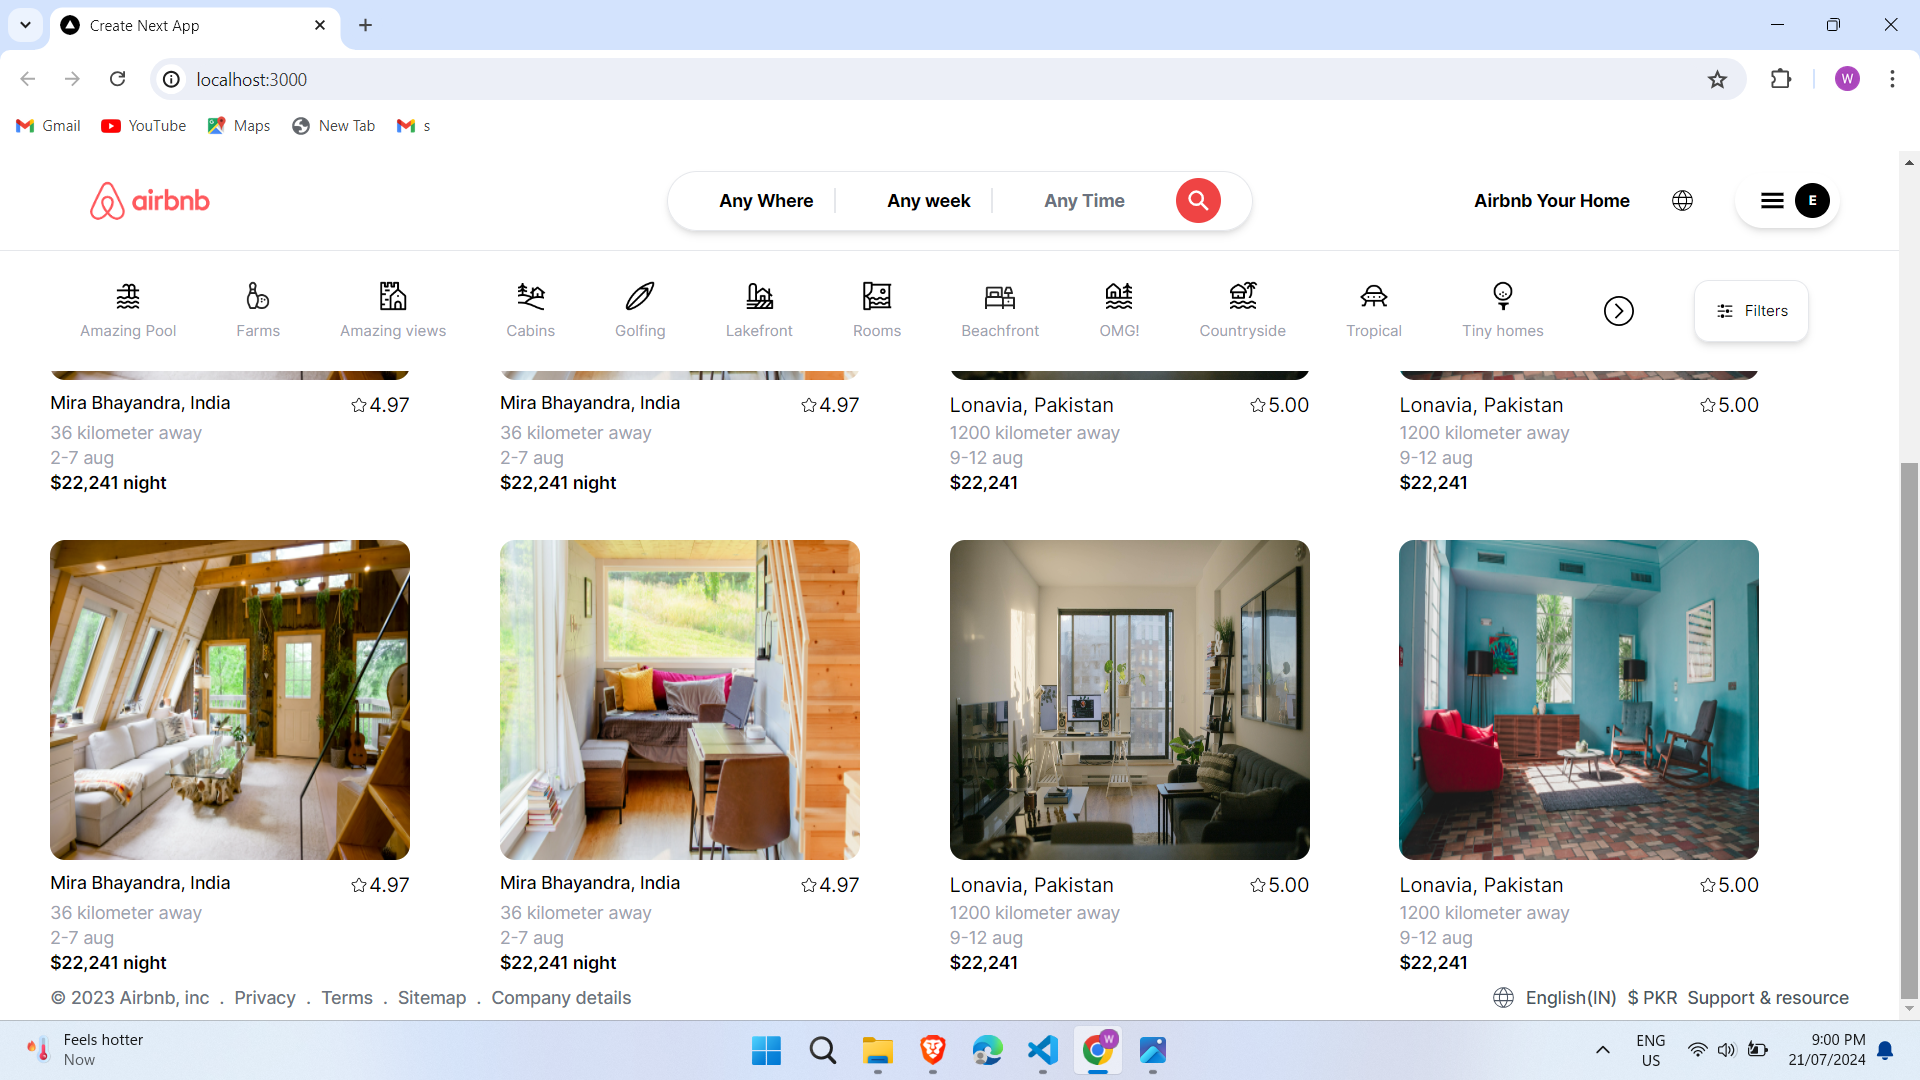 Create Next App
localhost:3000
Gmail YouTube Maps New Tab s
W
airbnb
Any Where Any week Any Time
Airbnb Your Home
E
Amazing Pool Farms Amazing views Cabins Golfing Lakefront Rooms Beachfront OMG! Countryside Tropical Tiny homes Filters
Mira Bhayandra, India 4.97 Mira Bhayandra, India 4.97 Lonavia, Pakistan 5.00 Lonavia, Pakistan 5.00
36 kilometer away 36 kilometer away 1200 kilometer away 1200 kilometer away
2-7 aug 2-7 aug 9-12 aug 9-12 aug
$22,241 night $22,241 night $22,241 $22,241
Mira Bhayandra, India 4.97 Mira Bhayandra, India 4.97 Lonavia, Pakistan 5.00 Lonavia, Pakistan 5.00
36 kilometer away 36 kilometer away 1200 kilometer away 1200 kilometer away
2-7 aug 2-7 aug 9-12 aug 9-12 aug
$22,241 night $22,241 night $22,241 $22,241
© 2023 Airbnb, inc . Privacy . Terms . Sitemap . Company details English(IN) $ PKR Support & resource
Feels hotter
Now
W
ENG
US
9:00 PM
21/07/2024